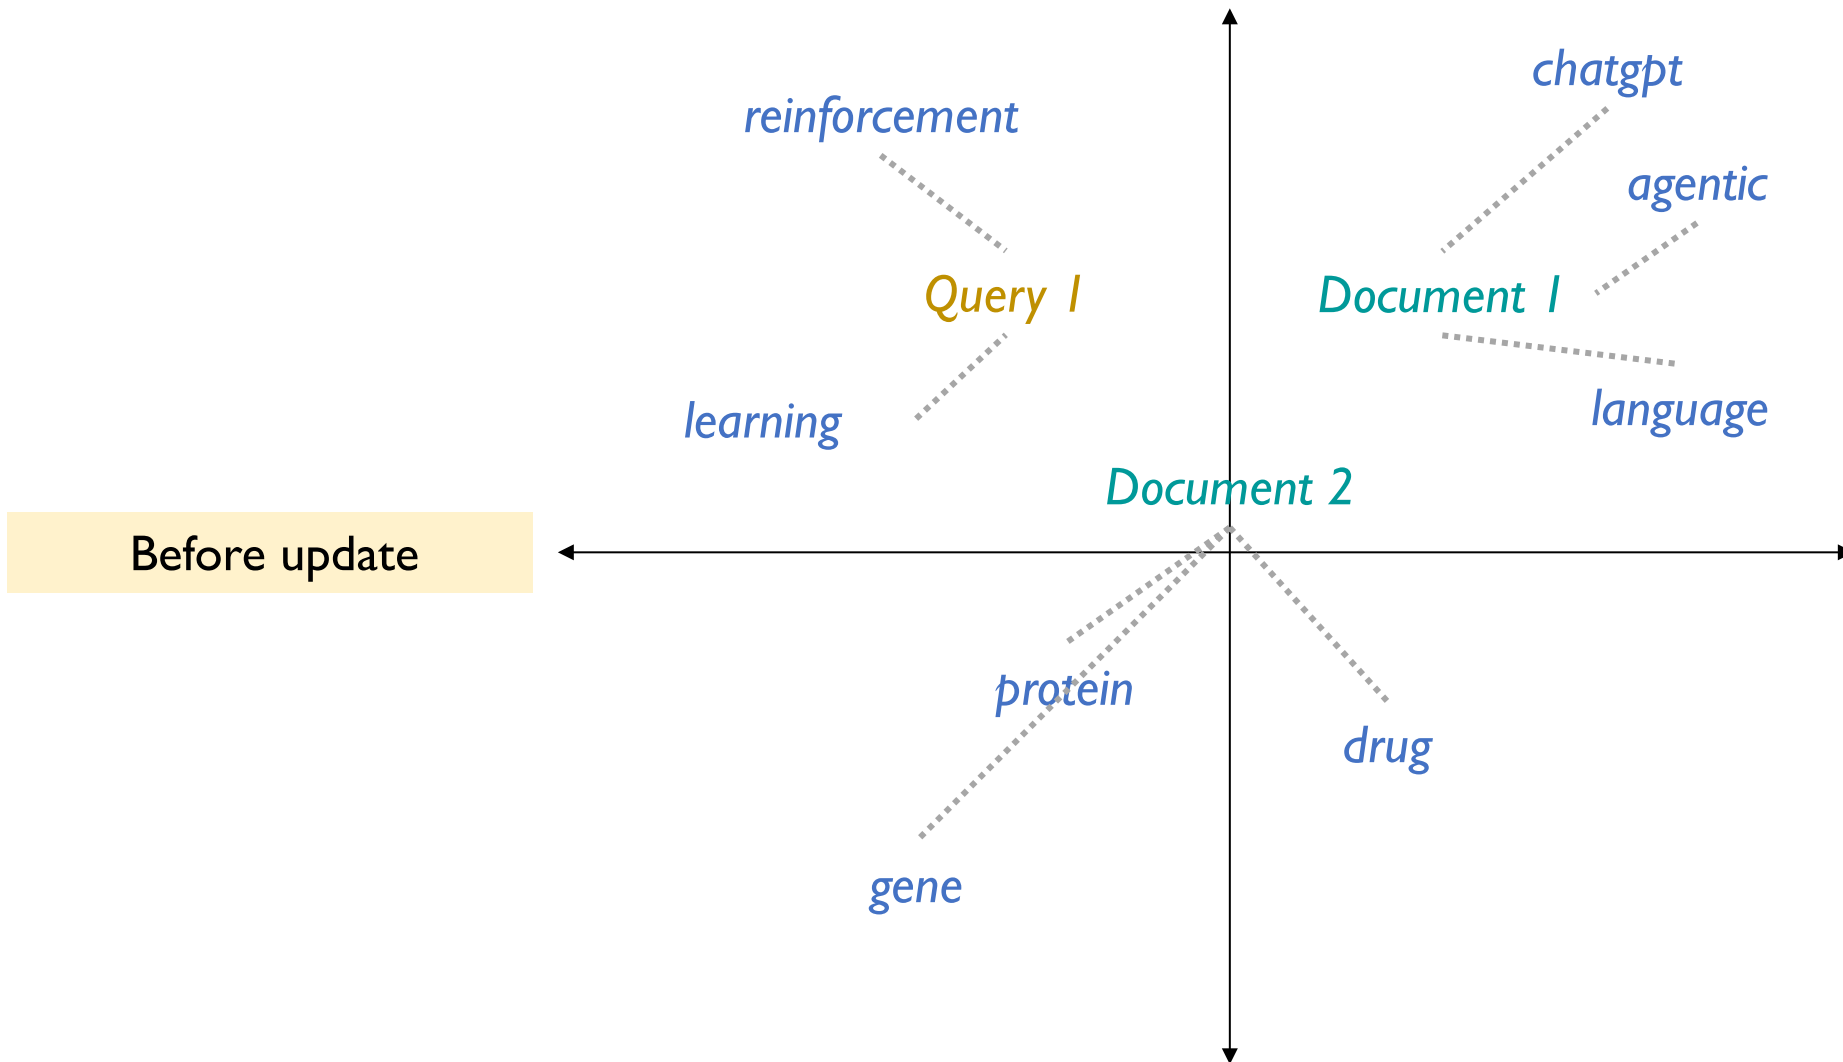 chatgpt
reinforcement
agentic
Query 1
Document 1
learning
language
Document 2
Before update
protein
drug
gene